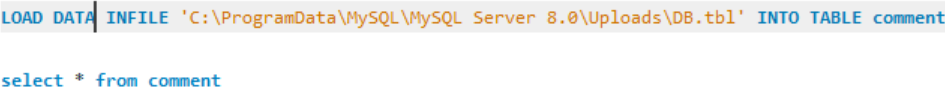 LOAD DATA INFILE 'C:\ProgramData\MySQL\MySQL Server 8.0\Uploads\DB.tbl' INTO TABLE comment
select * from comment